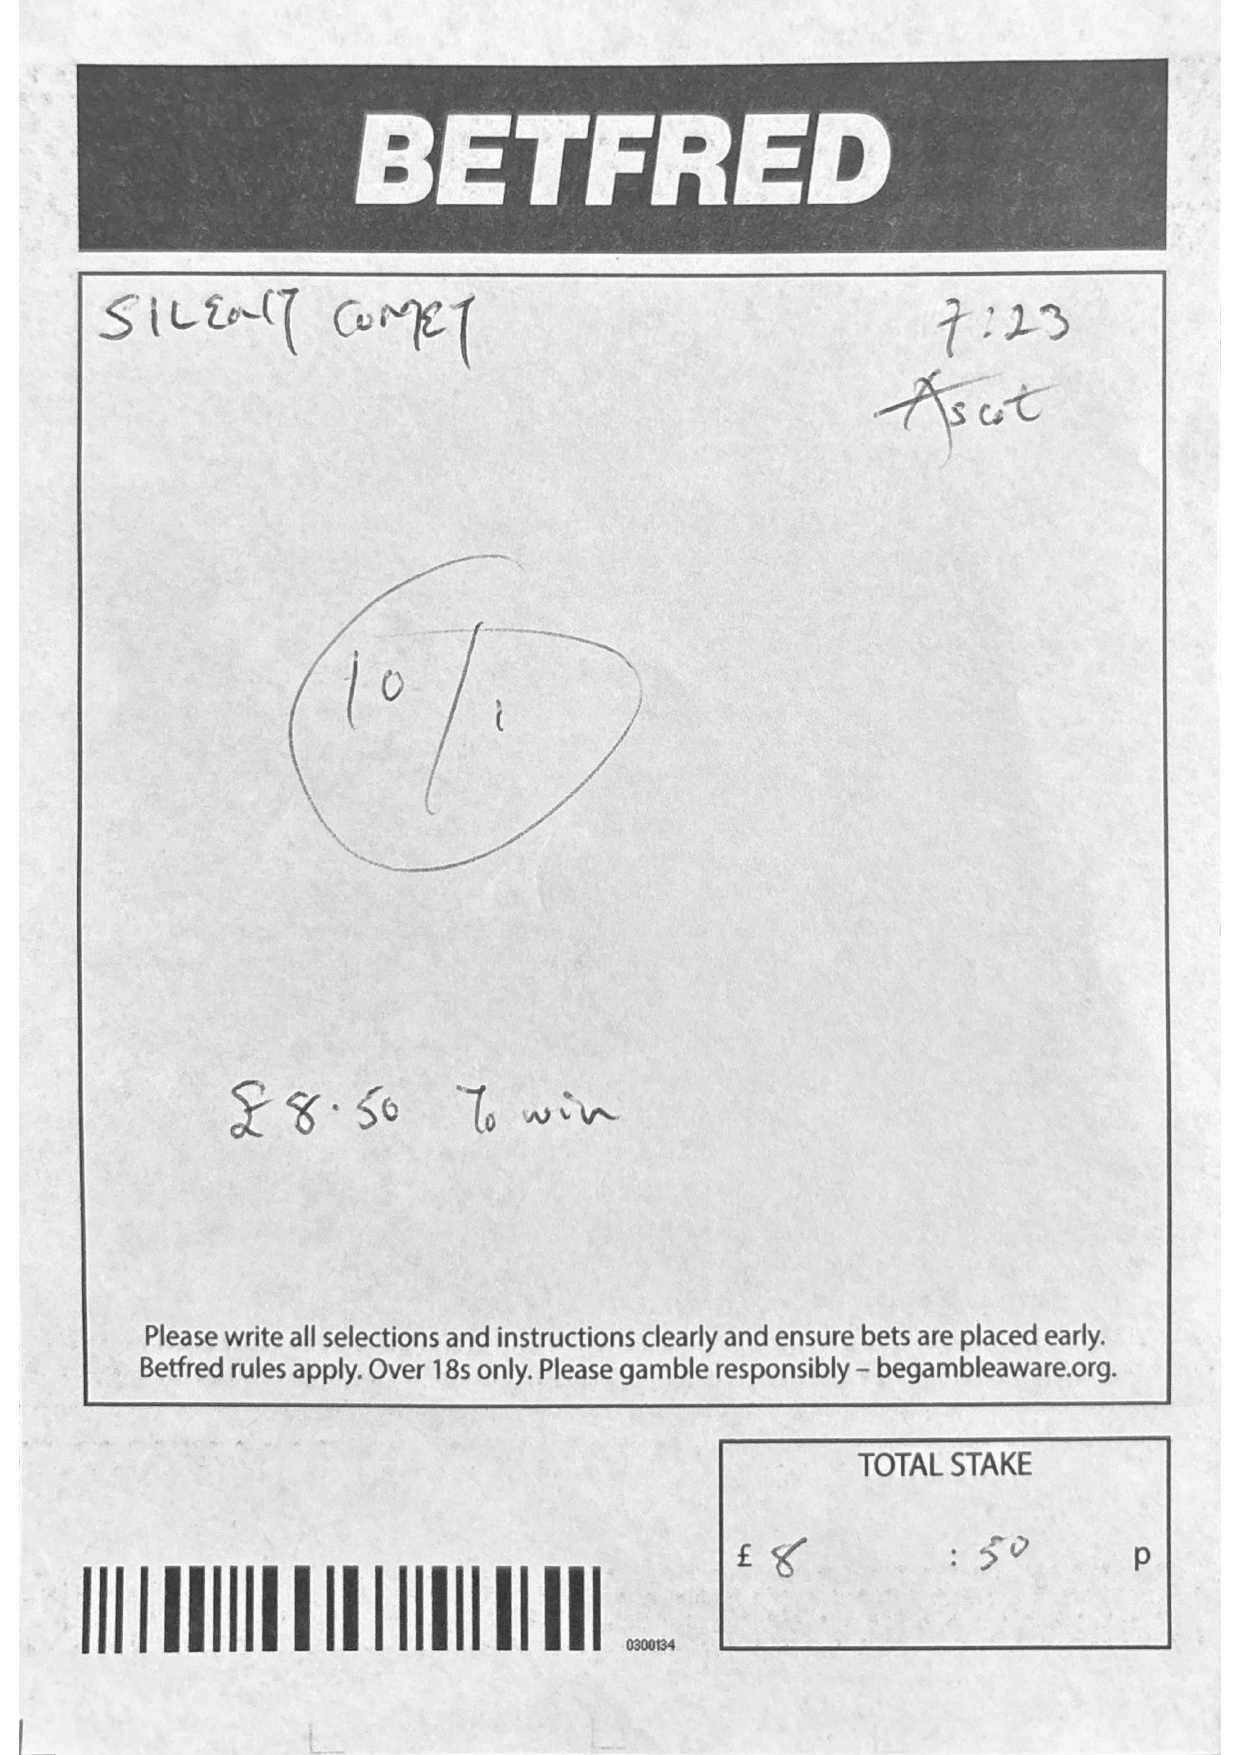 BETFRED
SILENT COMET 7:23
Ascot
10/1
£8.50 To win
Please write all selections and instructions clearly and ensure bets are placed early.
Betfred rules apply. Over 18s only. Please gamble responsibly – begambleaware.org.
TOTAL STAKE
£ 8 : 50 p
0300134